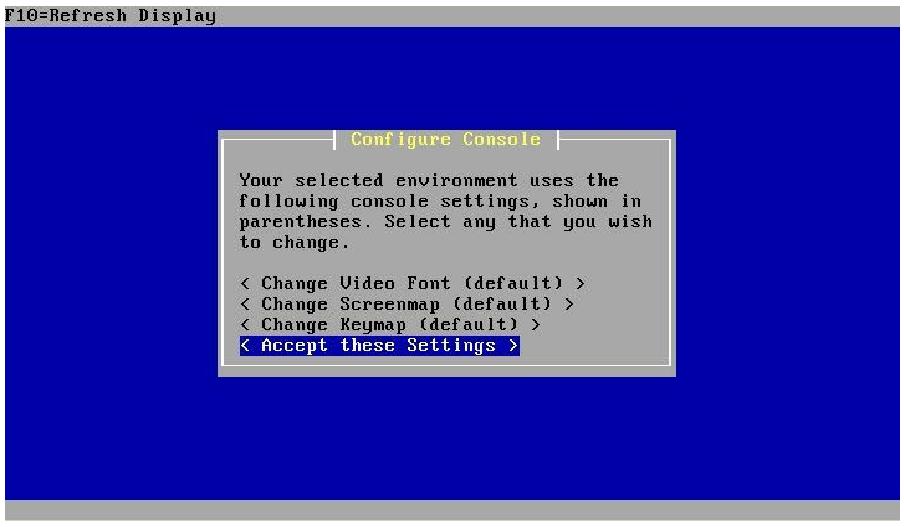 F10=Refresh Display
Configure Console
Your selected environment uses the
following console settings, shown in
parentheses. Select any that you wish
to change.
< Change Video Font (default) >
< Change Screenmap (default) >
< Change Keymap (default) >
< Accept these Settings >